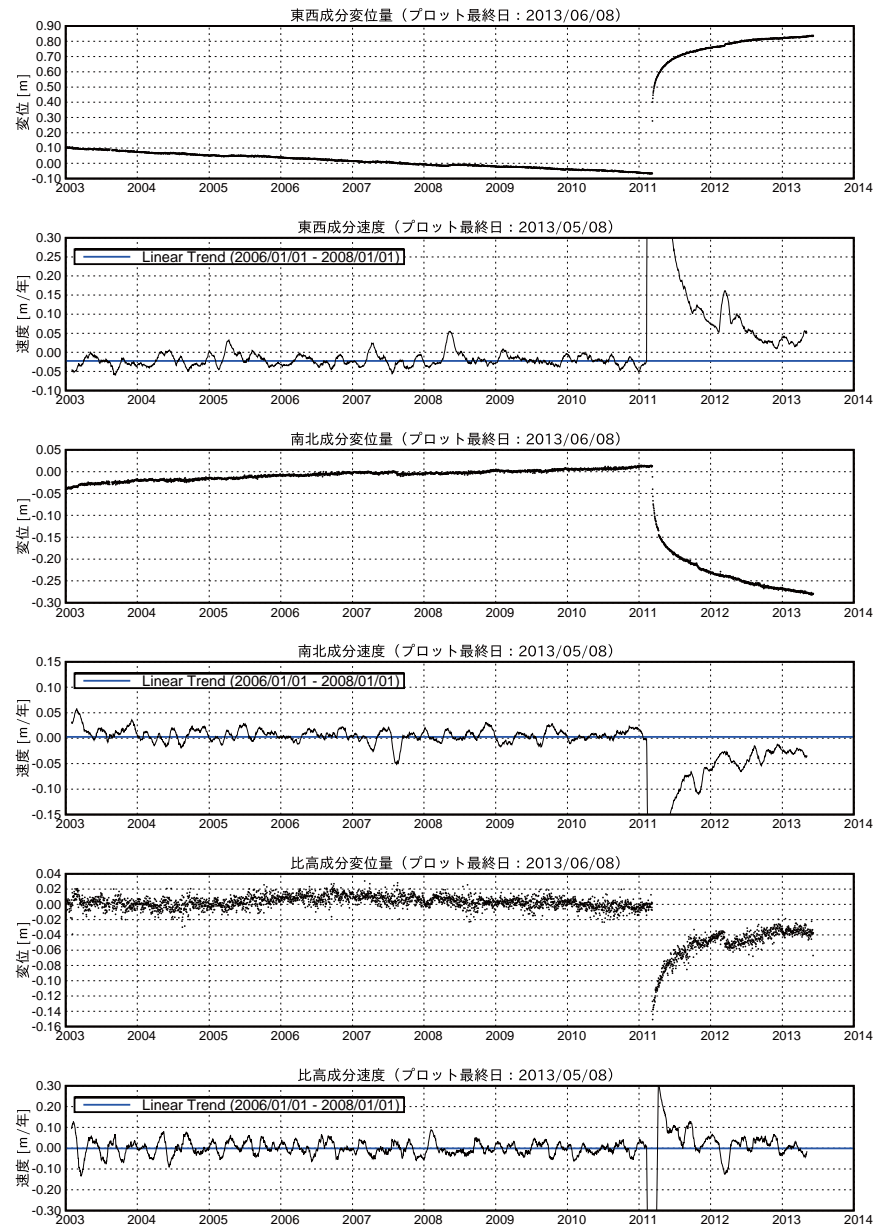 東西成分変位量（プロット最終日：2013/06/08）
0.90
0.80
0.70
0.60
0.50
0.40
0.30
0.20
0.10
0.00
-0.10
変位 [m]
2003 2004 2005 2006 2007 2008 2009 2010 2011 2012 2013 2014
東西成分速度（プロット最終日：2013/05/08）
0.30
0.25
0.20
0.15
0.10
0.05
0.00
-0.05
-0.10
速度 [m/年]
Linear Trend (2006/01/01 - 2008/01/01)
2003 2004 2005 2006 2007 2008 2009 2010 2011 2012 2013 2014
南北成分変位量（プロット最終日：2013/06/08）
0.05
0.00
-0.05
-0.10
-0.15
-0.20
-0.25
-0.30
変位 [m]
2003 2004 2005 2006 2007 2008 2009 2010 2011 2012 2013 2014
南北成分速度（プロット最終日：2013/05/08）
0.15
0.10
0.05
0.00
-0.05
-0.10
-0.15
速度 [m/年]
Linear Trend (2006/01/01 - 2008/01/01)
2003 2004 2005 2006 2007 2008 2009 2010 2011 2012 2013 2014
比高成分変位量（プロット最終日：2013/06/08）
0.04
0.02
0.00
-0.02
-0.04
-0.06
-0.08
-0.10
-0.12
-0.14
-0.16
変位 [m]
2003 2004 2005 2006 2007 2008 2009 2010 2011 2012 2013 2014
比高成分速度（プロット最終日：2013/05/08）
0.30
0.20
0.10
0.00
-0.10
-0.20
-0.30
速度 [m/年]
Linear Trend (2006/01/01 - 2008/01/01)
2003 2004 2005 2006 2007 2008 2009 2010 2011 2012 2013 2014